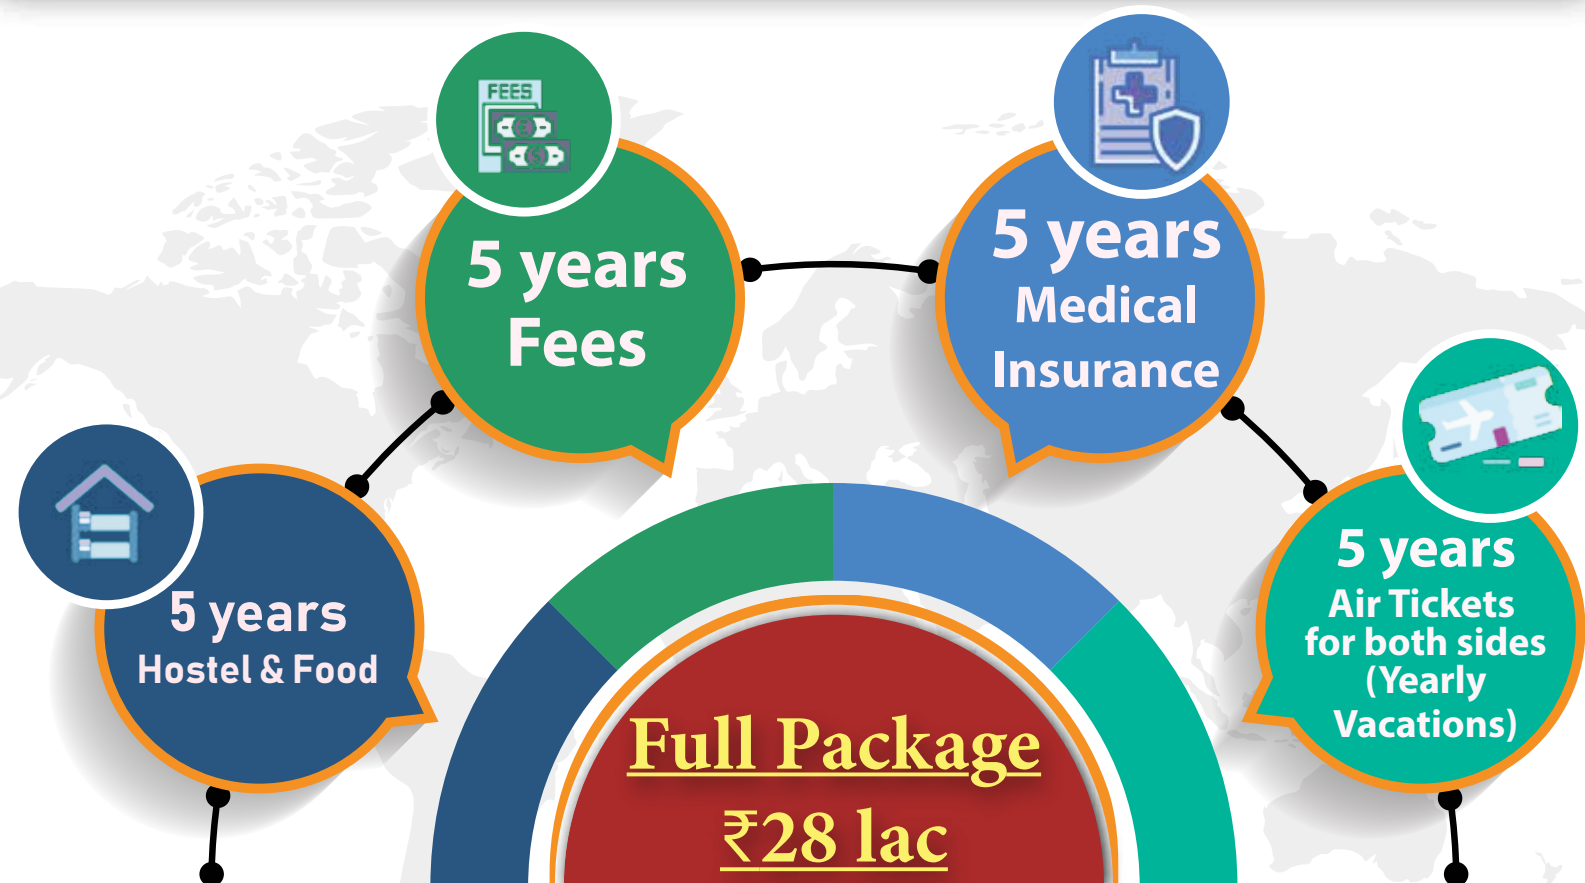 FEES
5 years
Fees
5 years
Medical
Insurance
5 years
Hostel & Food
5 years
Air Tickets
for both sides
(Yearly
Vacations)
Full Package
₹28 lac